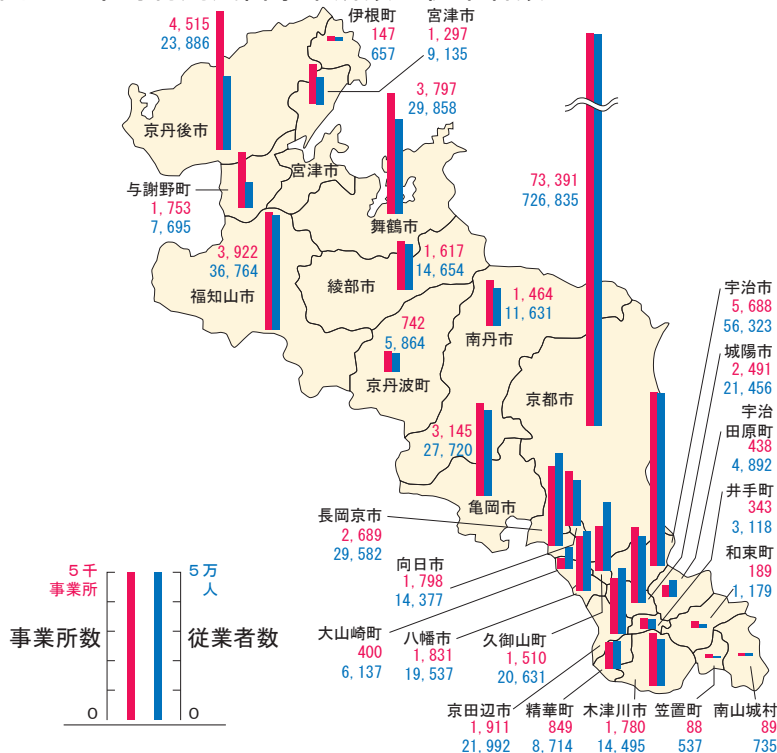 4,515
23,886
京丹後市
伊根町
147
657
宮津市
1,297
9,135
3,797
29,858
舞鶴市
宮津市
与謝野町
1,753
7,695
3,922
36,764
福知山市
1,617
14,654
綾部市
742
5,864
京丹波町
1,464
11,631
南丹市
73,391
726,835
京都市
3,145
27,720
亀岡市
宇治市
5,688
56,323
城陽市
2,491
21,456
宇治
田原町
438
4,892
井手町
343
3,118
和束町
189
1,179
長岡京市
2,689
29,582
向日市
1,798
14,377
大山崎町
400
6,137
八幡市
1,831
19,537
久御山町
1,510
20,631
京田辺市
1,911
21,992
精華町
849
8,714
木津川市
1,780
14,495
笠置町
88
537
南山城村
89
735
5千
事業所
5万
人
事業所数
従業者数
0
0